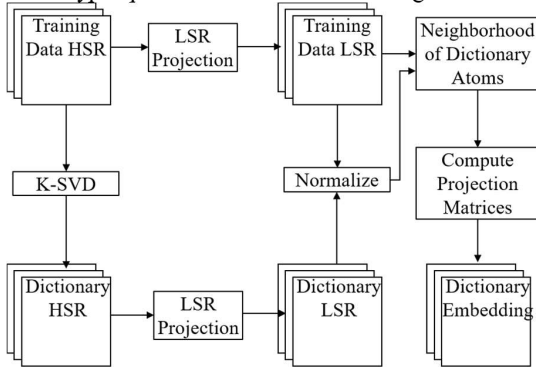 Training
Data HSR
LSR
Projection
Training
Data LSR
Neighborhood
of Dictionary
Atoms
K-SVD
Normalize
Compute
Projection
Matrices
Dictionary
HSR
LSR
Projection
Dictionary
LSR
Dictionary
Embedding